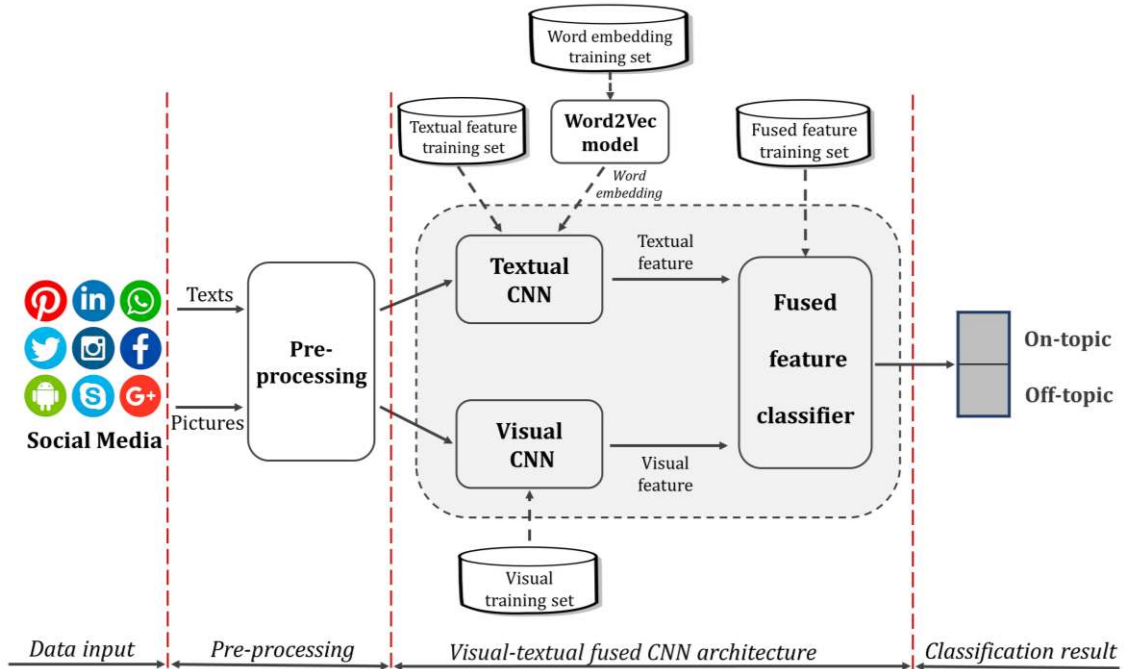 Word embedding
training set
Textual feature
training set
Word2Vec
model
Fused feature
training set
Word
embedding
Textual
CNN
Textual
feature
Texts
Pre-
processing
Fused
feature
classifier
in
f
G+
Pictures
Social Media
Visual
CNN
Visual
feature
On-topic
Off-topic
Visual
training set
Data input
Pre-processing
Visual-textual fused CNN architecture
Classification result